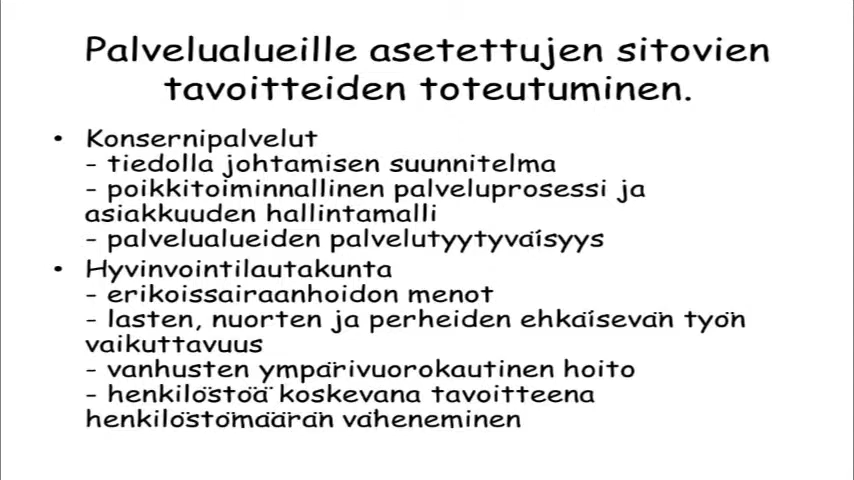 Palvelualueille asetettujen sitovien
tavoitteiden toteutuminen.
• Konsernipalvelut
- tiedolla johtamisen suunnitelma
- poikkitoiminnallinen palveluprosessi ja
asiakkuuden hallintamalli
- palvelualueiden palvelutyytyväisyys
• Hyvinvointilautakunta
- erikoissairaanhoidon menot
- lasten, nuorten ja perheiden ehkäisevän työn
vaikuttavuus
- vanhusten ympärivuorokautinen hoito
- henkilöstöä koskevana tavoitteena
henkilöstömäärän väheneminen